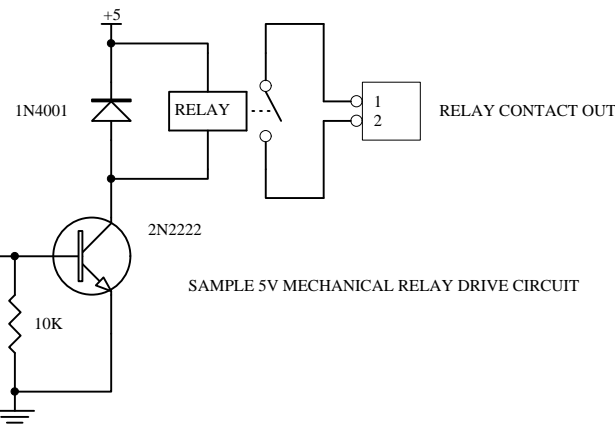 +5
1N4001
RELAY
1
2
RELAY CONTACT OUT
2N2222
SAMPLE 5V MECHANICAL RELAY DRIVE CIRCUIT
10K